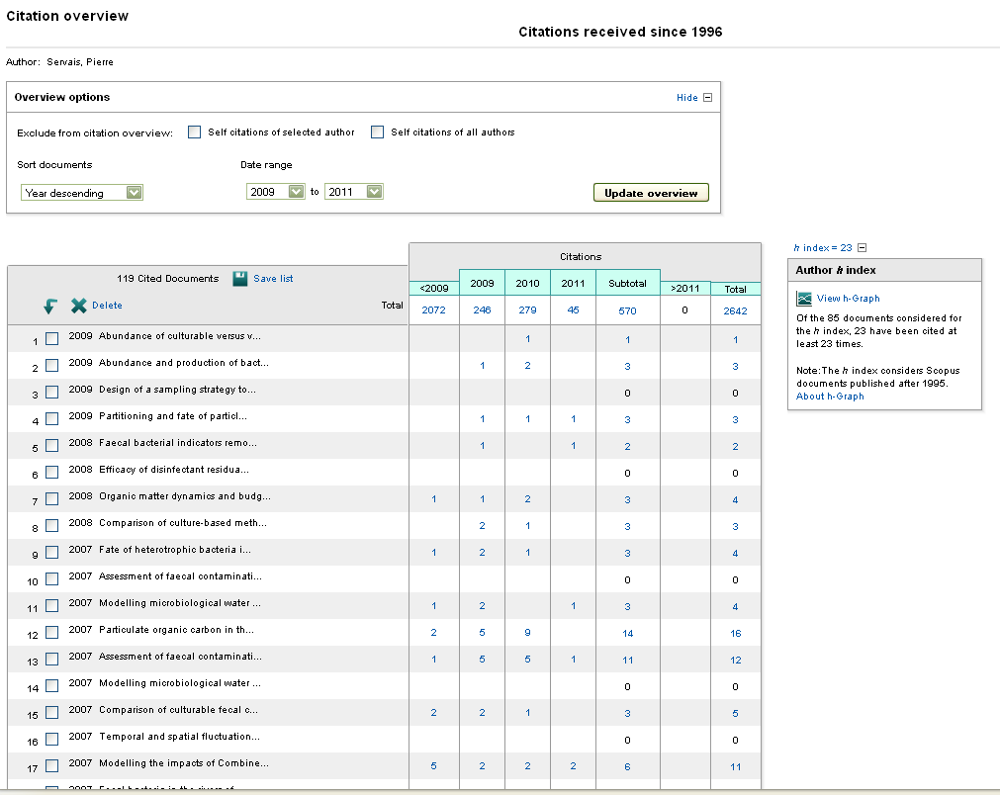 Citation overview
Citations received since 1996
Author: Servais, Pierre
Overview options Hide
Exclude from citation overview: Self citations of selected author Self citations of all authors
Sort documents Date range
Year descending 2009 to 2011 Update overview
h index = 23
Author h index
View h-Graph
Of the 85 documents considered for
the h index, 23 have been cited at
least 23 times.
Note:The h index considers Scopus
documents published after 1995.
About h-Graph
Citations
119 Cited Documents Save list
<2009 2009 2010 2011 Subtotal >2011 Total
Delete Total 2072 246 279 45 570 0 2642
1 2009 Abundance of culturable versus v... 1 1 1
2 2009 Abundance and production of bact... 1 2 3 3
3 2009 Design of a sampling strategy to... 0 0
4 2009 Partitioning and fate of particl... 1 1 1 3 3
5 2008 Faecal bacterial indicators remo... 1 1 2 2
6 2008 Efficacy of disinfectant residua... 0 0
7 2008 Organic matter dynamics and budg... 1 1 2 3 4
8 2008 Comparison of culture-based meth... 2 1 3 3
9 2007 Fate of heterotrophic bacteria i... 1 2 1 3 4
10 2007 Assessment of faecal contaminati... 0 0
11 2007 Modelling microbiological water ... 1 2 1 3 4
12 2007 Particulate organic carbon in th... 2 5 9 14 16
13 2007 Assessment of faecal contaminati... 1 5 5 1 11 12
14 2007 Modelling microbiological water ... 0 0
15 2007 Comparison of culturable fecal c... 2 2 1 3 5
16 2007 Temporal and spatial fluctuation... 0 0
17 2007 Modelling the impacts of Combine... 5 2 2 2 6 11